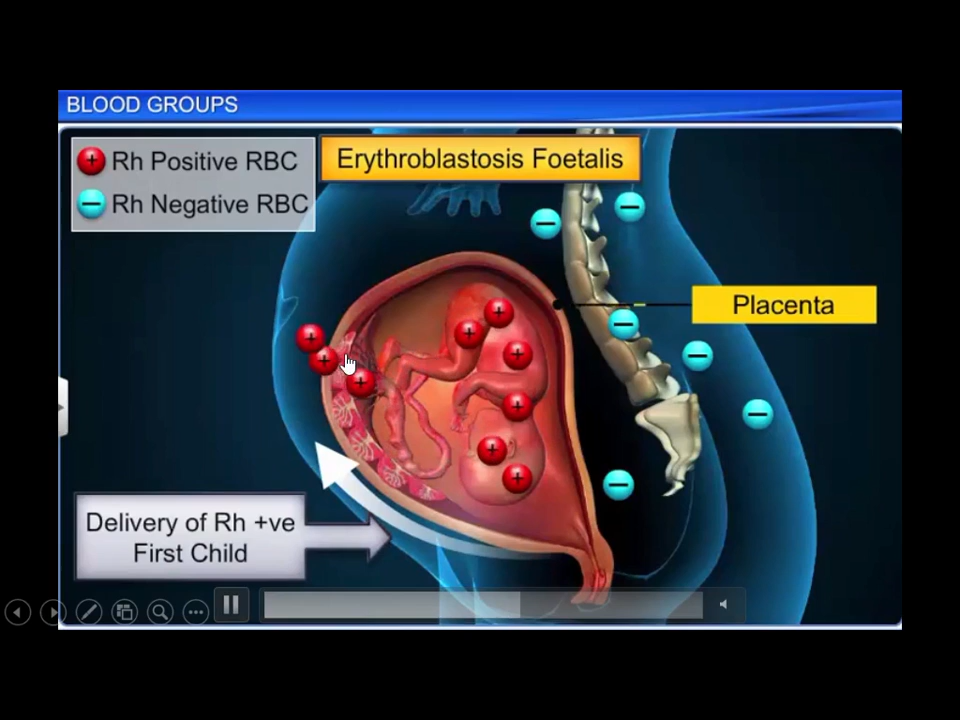 BLOOD GROUPS
+ Rh Positive RBC
− Rh Negative RBC
Erythroblastosis Foetalis
Placenta
Delivery of Rh +ve
First Child